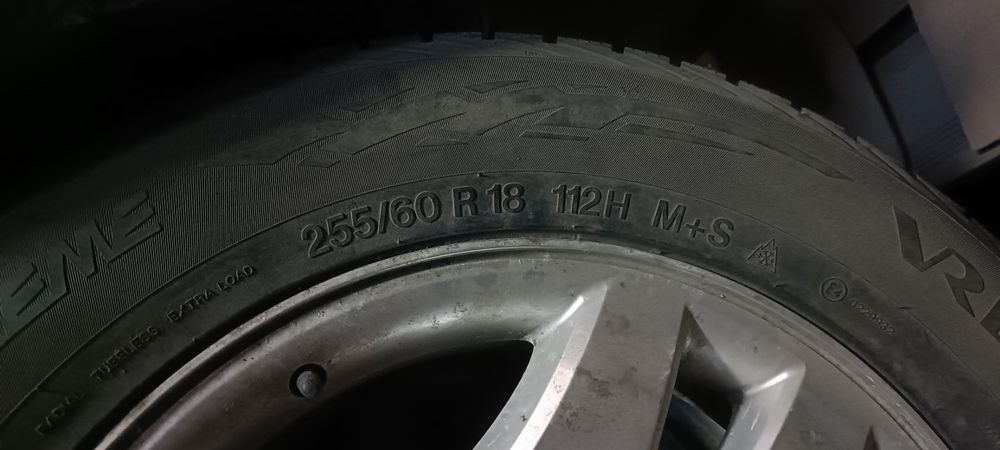 255/60 R 18 112H M+S
EME
RADIAL TUBELESS EXTRA LOAD
VR